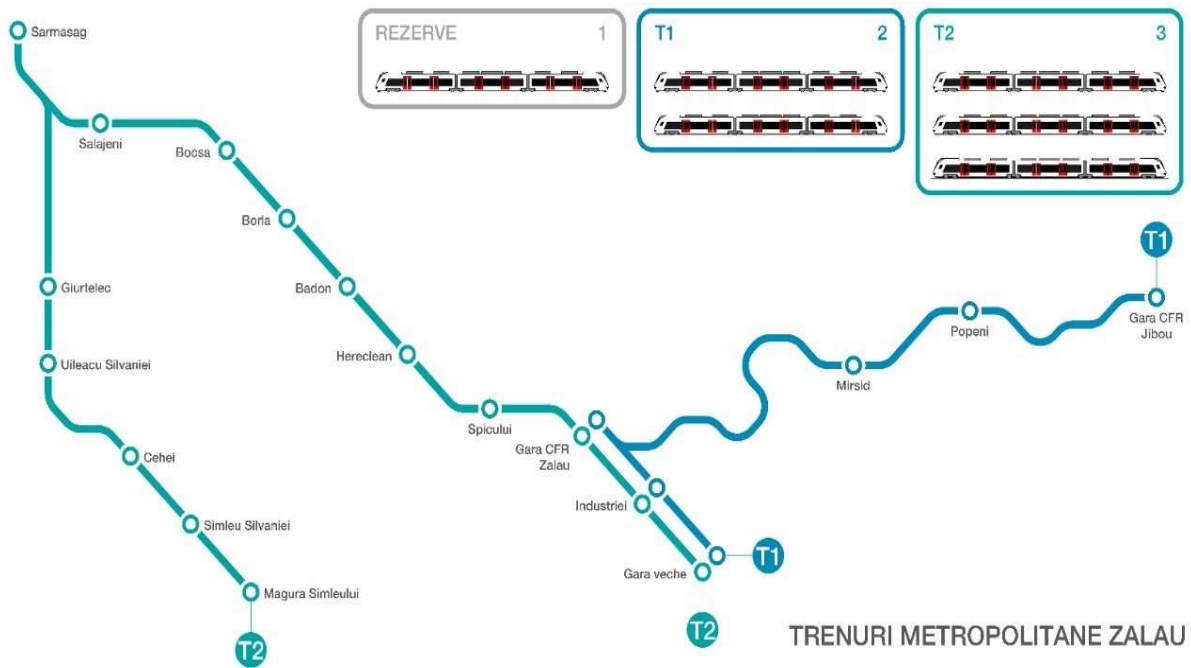 REZERVE 1
T1 2
T2 3
Sarmasag
Salajeni
Bocsa
Borla
Badon
Hereclean
Spicului
Gara CFR
Zalau
Industriei
Gara veche
T2
T1
Giurtelec
Uileacu Silvaniei
Cehei
Simleu Silvaniei
Magura Simleului
T2
Mirsid
Popeni
T1
Gara CFR
Jibou
TRENURI METROPOLITANE ZALAU